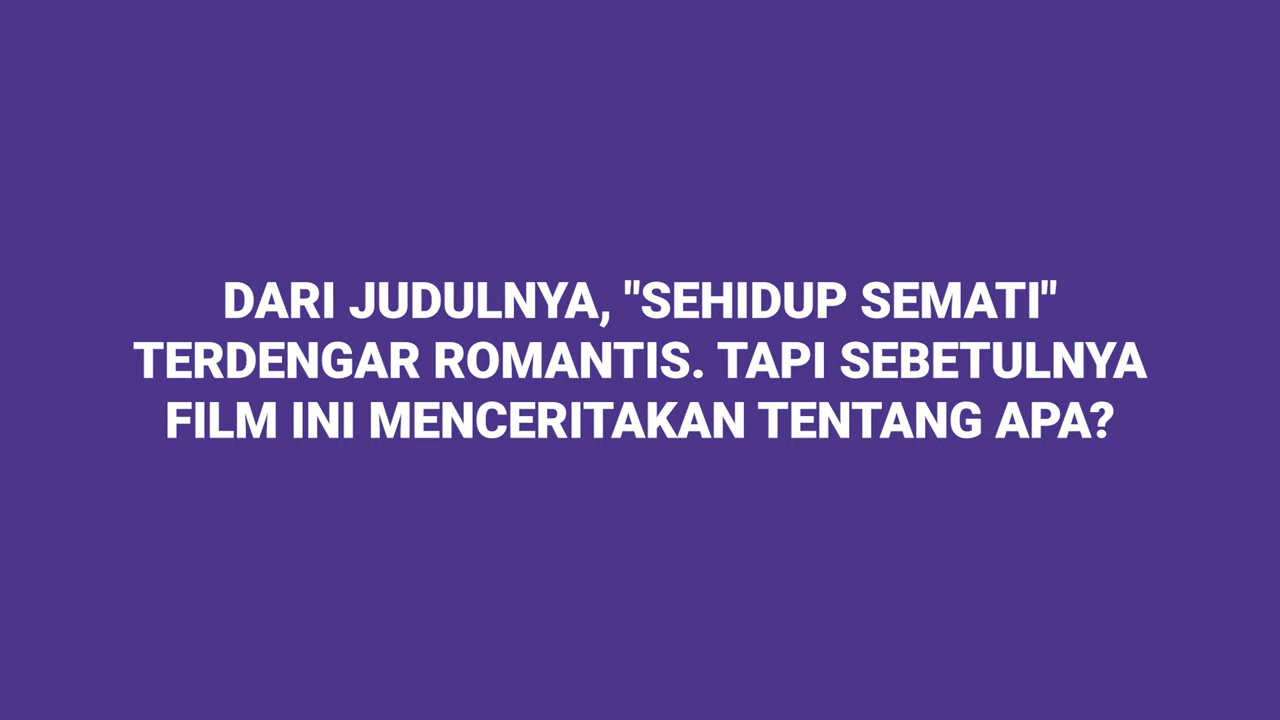 DARI JUDULNYA, "SEHIDUP SEMATI"
TERDENGAR ROMANTIS. TAPI SEBETULNYA
FILM INI MENCERITAKAN TENTANG APA?